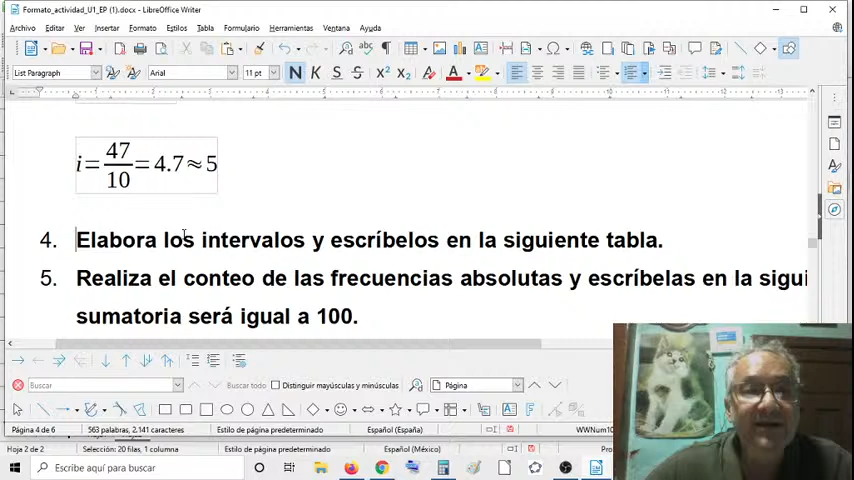 Formato_actividad_U1_EP (1).docx - LibreOffice Writer
Archivo Editar Ver Insertar Formato Estilos Tabla Formulario Herramientas Ventana Ayuda
List Paragraph Arial 11 pt N K S S
i = 47/10 = 4.7 ≈ 5
4. Elabora los intervalos y escríbelos en la siguiente tabla.
5. Realiza el conteo de las frecuencias absolutas y escríbelas en la sigui
sumatoria será igual a 100.
Buscar Buscar todo Distinguir mayúsculas y minúsculas Página
Página 4 de 6 563 palabras, 2.141 caracteres Estilo de página predeterminado Español (España)
Hoja 2 de 2 Selección: 20 filas, 1 columna Estilo de página predeterminado Español (México)
Escribe aquí para buscar